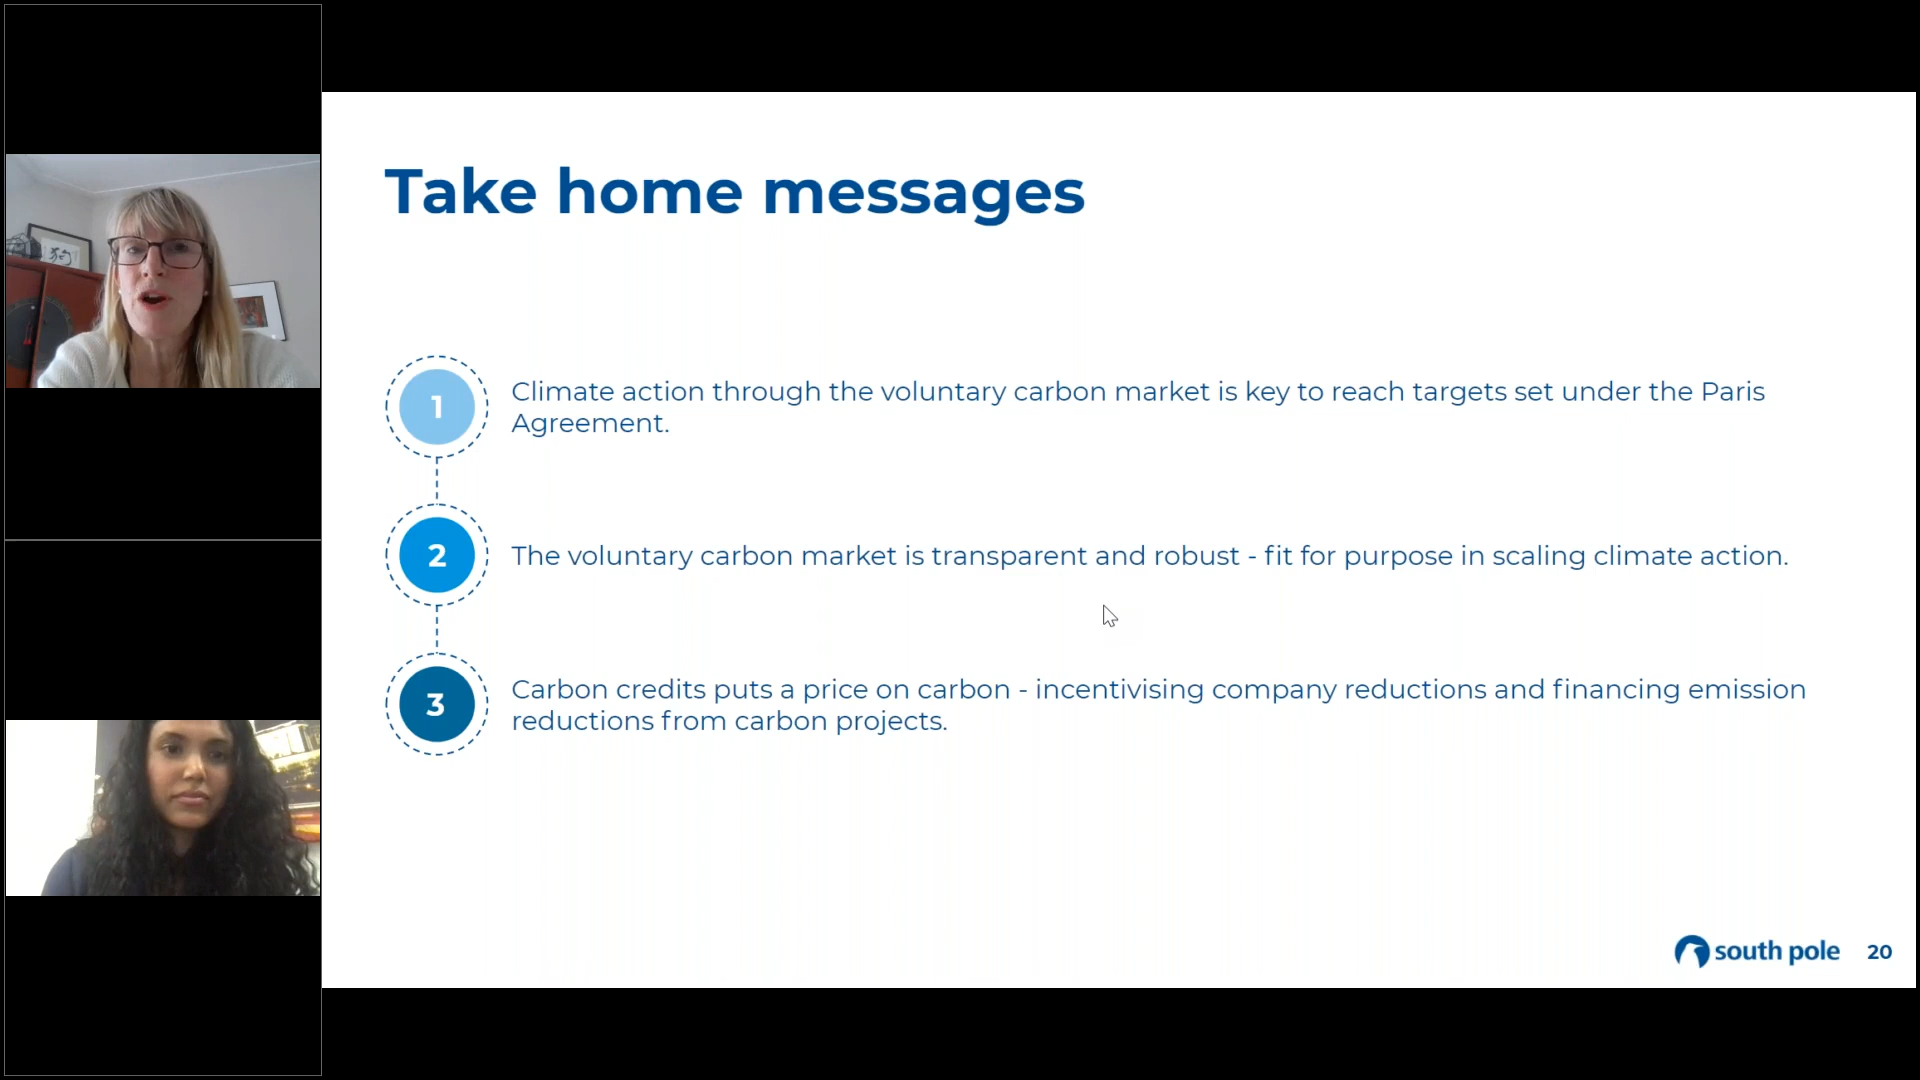 Take home messages
1
Climate action through the voluntary carbon market is key to reach targets set under the Paris
Agreement.
2
The voluntary carbon market is transparent and robust - fit for purpose in scaling climate action.
3
Carbon credits puts a price on carbon - incentivising company reductions and financing emission
reductions from carbon projects.
south pole 20